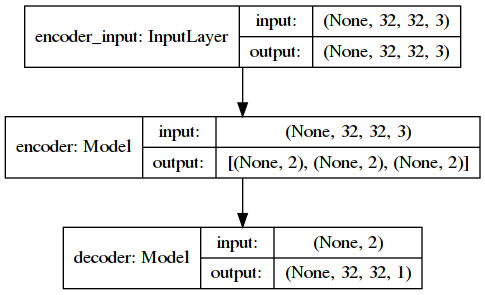 encoder_input: InputLayer
input: (None, 32, 32, 3)
output: (None, 32, 32, 3)
encoder: Model
input: (None, 32, 32, 3)
output: [(None, 2), (None, 2), (None, 2)]
decoder: Model
input: (None, 2)
output: (None, 32, 32, 1)